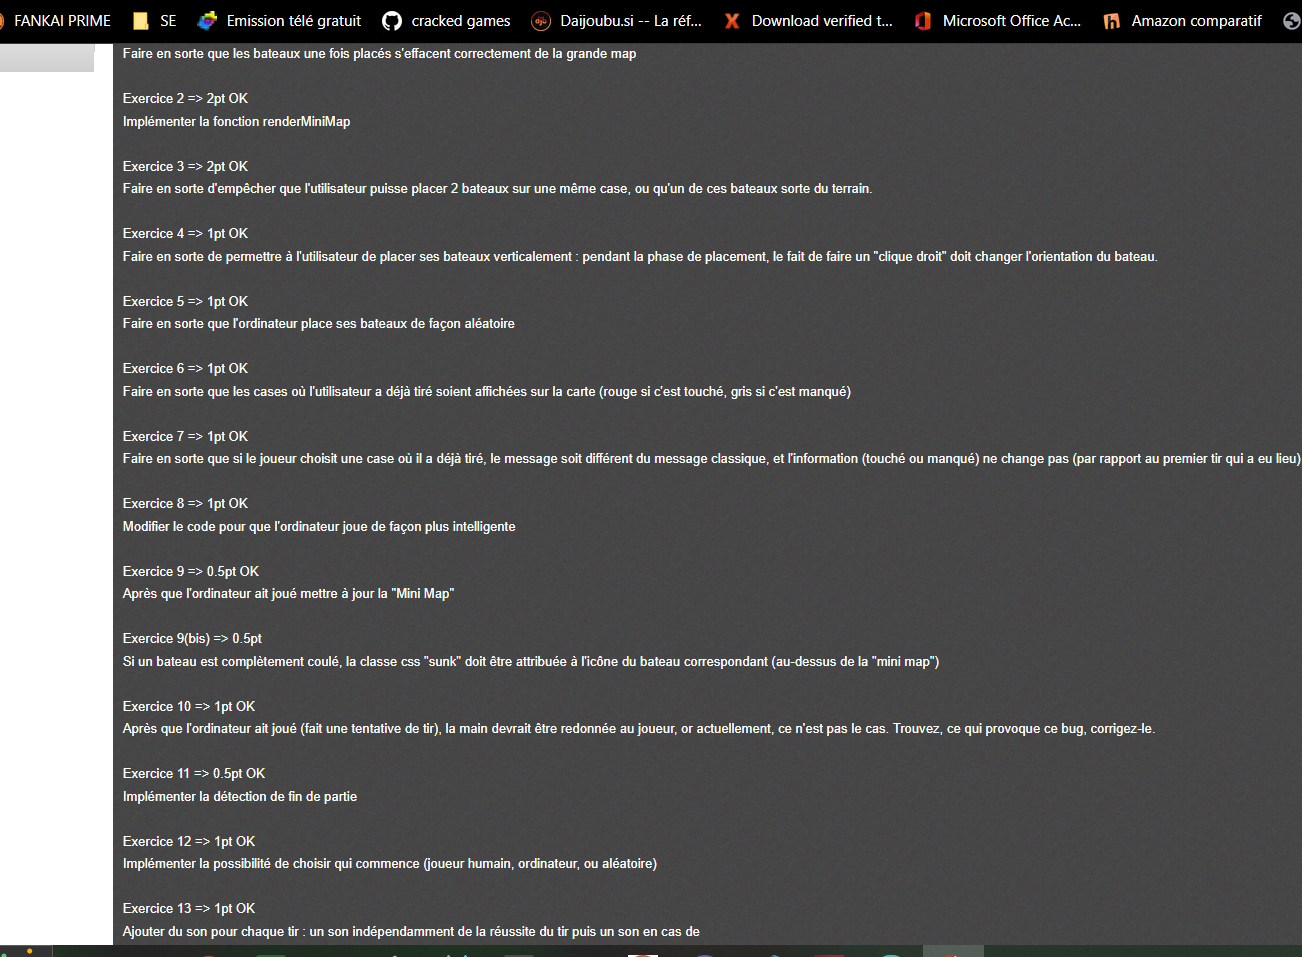 FANKAI PRIME SE Emission télé gratuit cracked games Daijoubu.si -- La réf... Download verified t... Microsoft Office Ac... Amazon comparatif
Faire en sorte que les bateaux une fois placés s'effacent correctement de la grande map
Exercice 2 => 2pt OK
Implémenter la fonction renderMiniMap
Exercice 3 => 2pt OK
Faire en sorte d'empêcher que l'utilisateur puisse placer 2 bateaux sur une même case, ou qu'un de ces bateaux sorte du terrain.
Exercice 4 => 1pt OK
Faire en sorte de permettre à l'utilisateur de placer ses bateaux verticalement : pendant la phase de placement, le fait de faire un "clique droit" doit changer l'orientation du bateau.
Exercice 5 => 1pt OK
Faire en sorte que l'ordinateur place ses bateaux de façon aléatoire
Exercice 6 => 1pt OK
Faire en sorte que les cases où l'utilisateur a déjà tiré soient affichées sur la carte (rouge si c'est touché, gris si c'est manqué)
Exercice 7 => 1pt OK
Faire en sorte que si le joueur choisit une case où il a déjà tiré, le message soit différent du message classique, et l'information (touché ou manqué) ne change pas (par rapport au premier tir qui a eu lieu)
Exercice 8 => 1pt OK
Modifier le code pour que l'ordinateur joue de façon plus intelligente
Exercice 9 => 0.5pt OK
Après que l'ordinateur ait joué mettre à jour la "Mini Map"
Exercice 9(bis) => 0.5pt
Si un bateau est complètement coulé, la classe css "sunk" doit être attribuée à l'icône du bateau correspondant (au-dessus de la "mini map")
Exercice 10 => 1pt OK
Après que l'ordinateur ait joué (fait une tentative de tir), la main devrait être redonnée au joueur, or actuellement, ce n'est pas le cas. Trouvez, ce qui provoque ce bug, corrigez-le.
Exercice 11 => 0.5pt OK
Implémenter la détection de fin de partie
Exercice 12 => 1pt OK
Implémenter la possibilité de choisir qui commence (joueur humain, ordinateur, ou aléatoire)
Exercice 13 => 1pt OK
Ajouter du son pour chaque tir : un son indépendamment de la réussite du tir puis un son en cas de